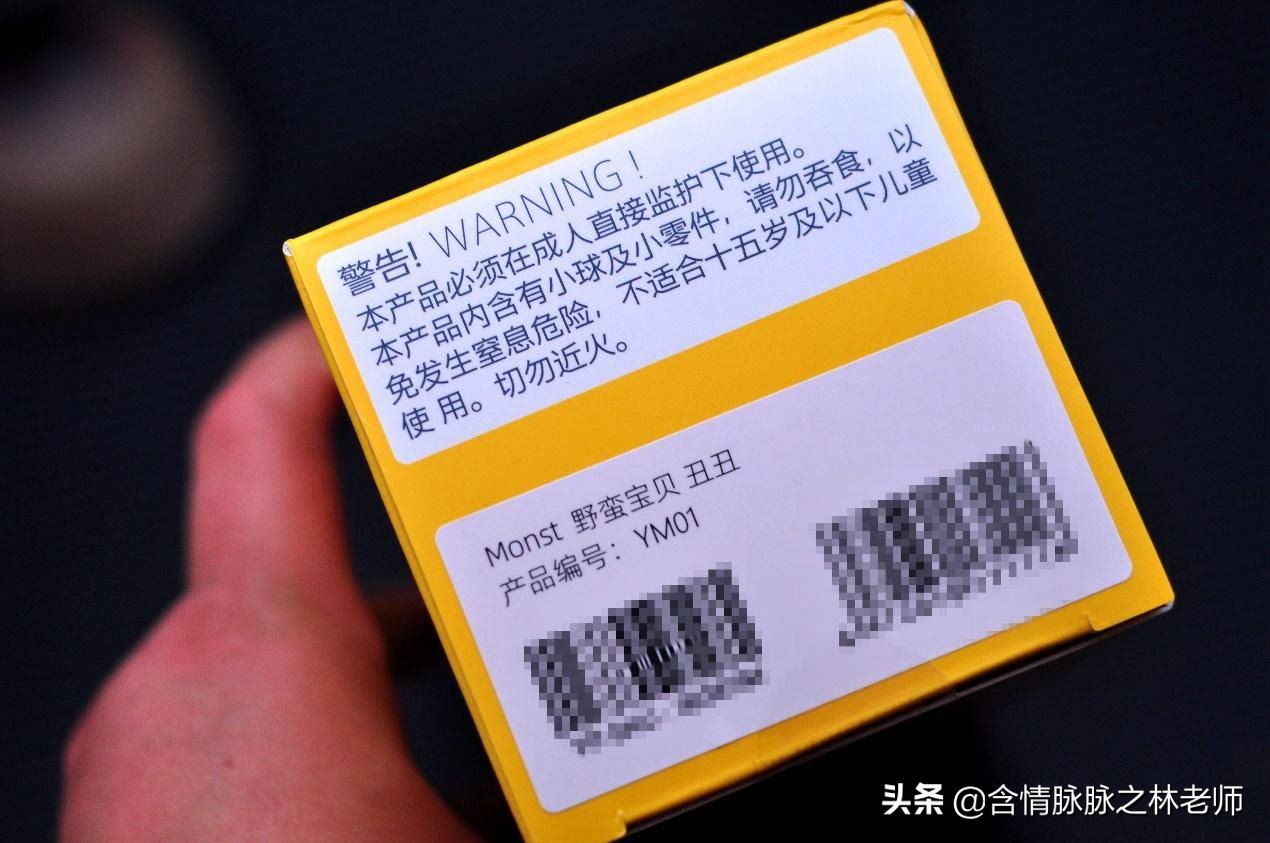 警告! WARNING!
本产品必须在成人直接监护下使用。
本产品内含有小球及小零件，请勿吞食，以
免发生窒息危险，不适合十五岁及以下儿童
使 用。切勿近火。
Monst 野蛮宝贝 丑丑
产品编号：YM01
头条 @含情脉脉之林老师